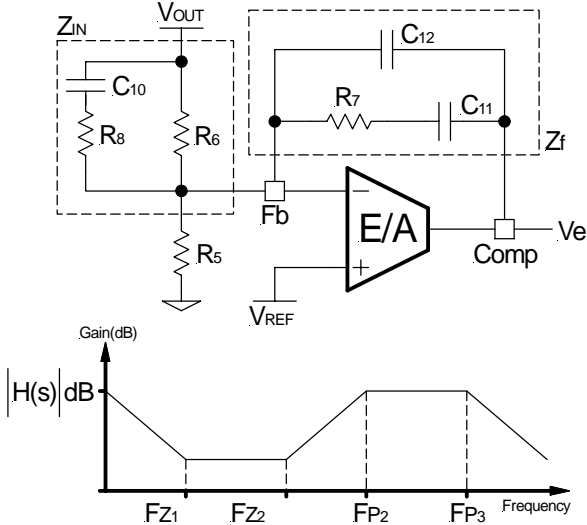 VOUT
ZIN
C12
C10
R7
C11
R8
R6
Zf
Fb
E/A
Ve
Comp
R5
VREF
Gain(dB)
|H(s)|dB
FZ1
FZ2
FP2
FP3
Frequency